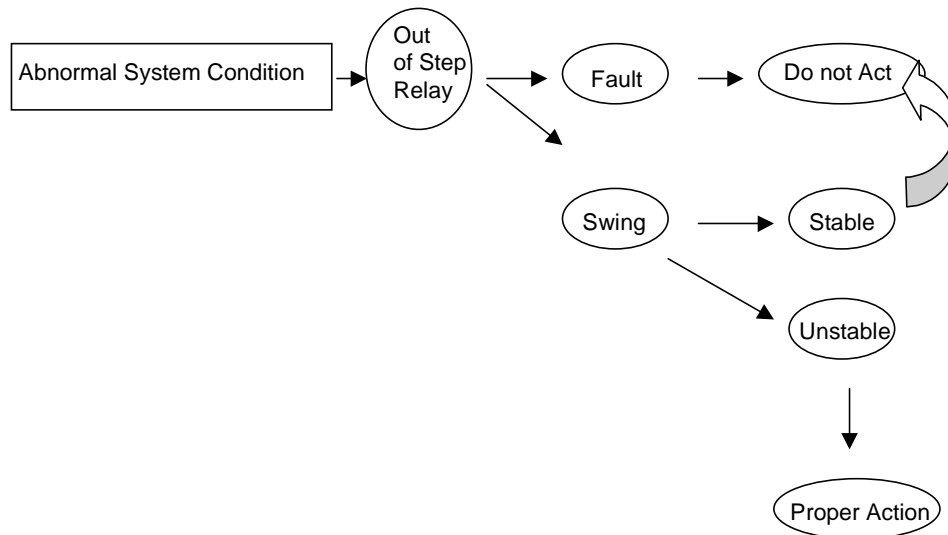 Abnormal System Condition
Out
of Step
Relay
Fault
Do not Act
Swing
Stable
Unstable
Proper Action